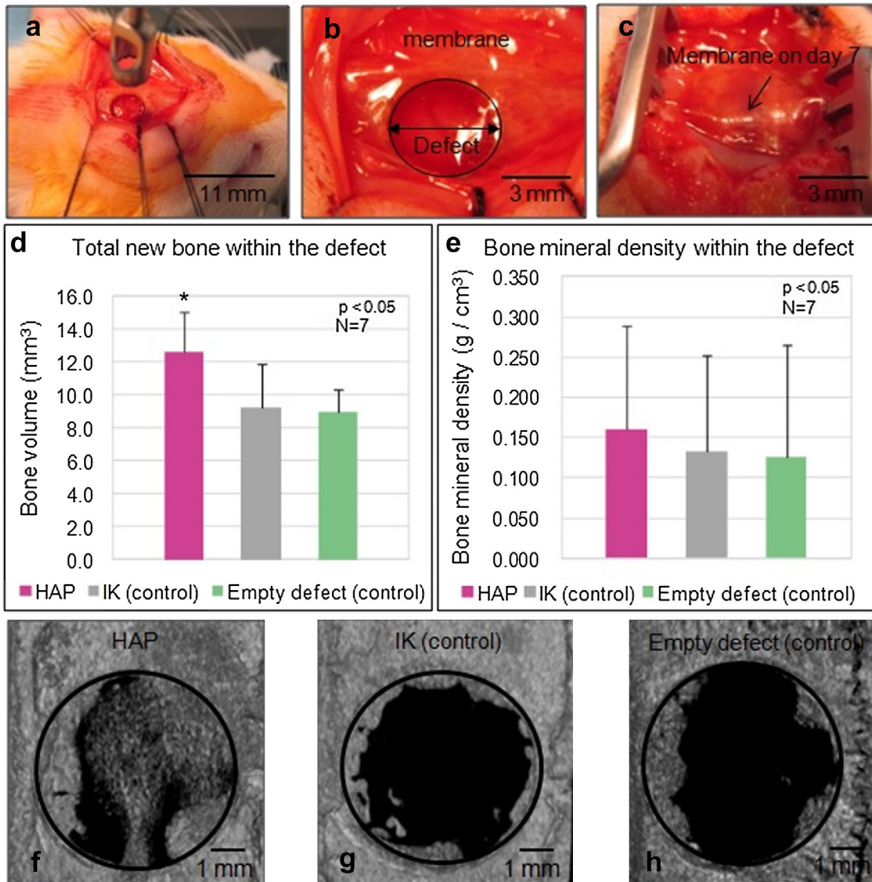 a
11 mm
b
membrane
Defect
3 mm
c
Membrane on day 7
3 mm
d Total new bone within the defect
Bone volume (mm³)
16.0
14.0
12.0
10.0
8.0
6.0
4.0
2.0
0.0
*
p < 0.05
N=7
HAP IK (control) Empty defect (control)
e Bone mineral density within the defect
Bone mineral density (g / cm³)
0.350
0.300
0.250
0.200
0.150
0.100
0.050
0.000
p < 0.05
N=7
HAP IK (control) Empty defect (control)
HAP
f
1 mm
IK (control)
g
1 mm
Empty defect (control)
h
1 mm